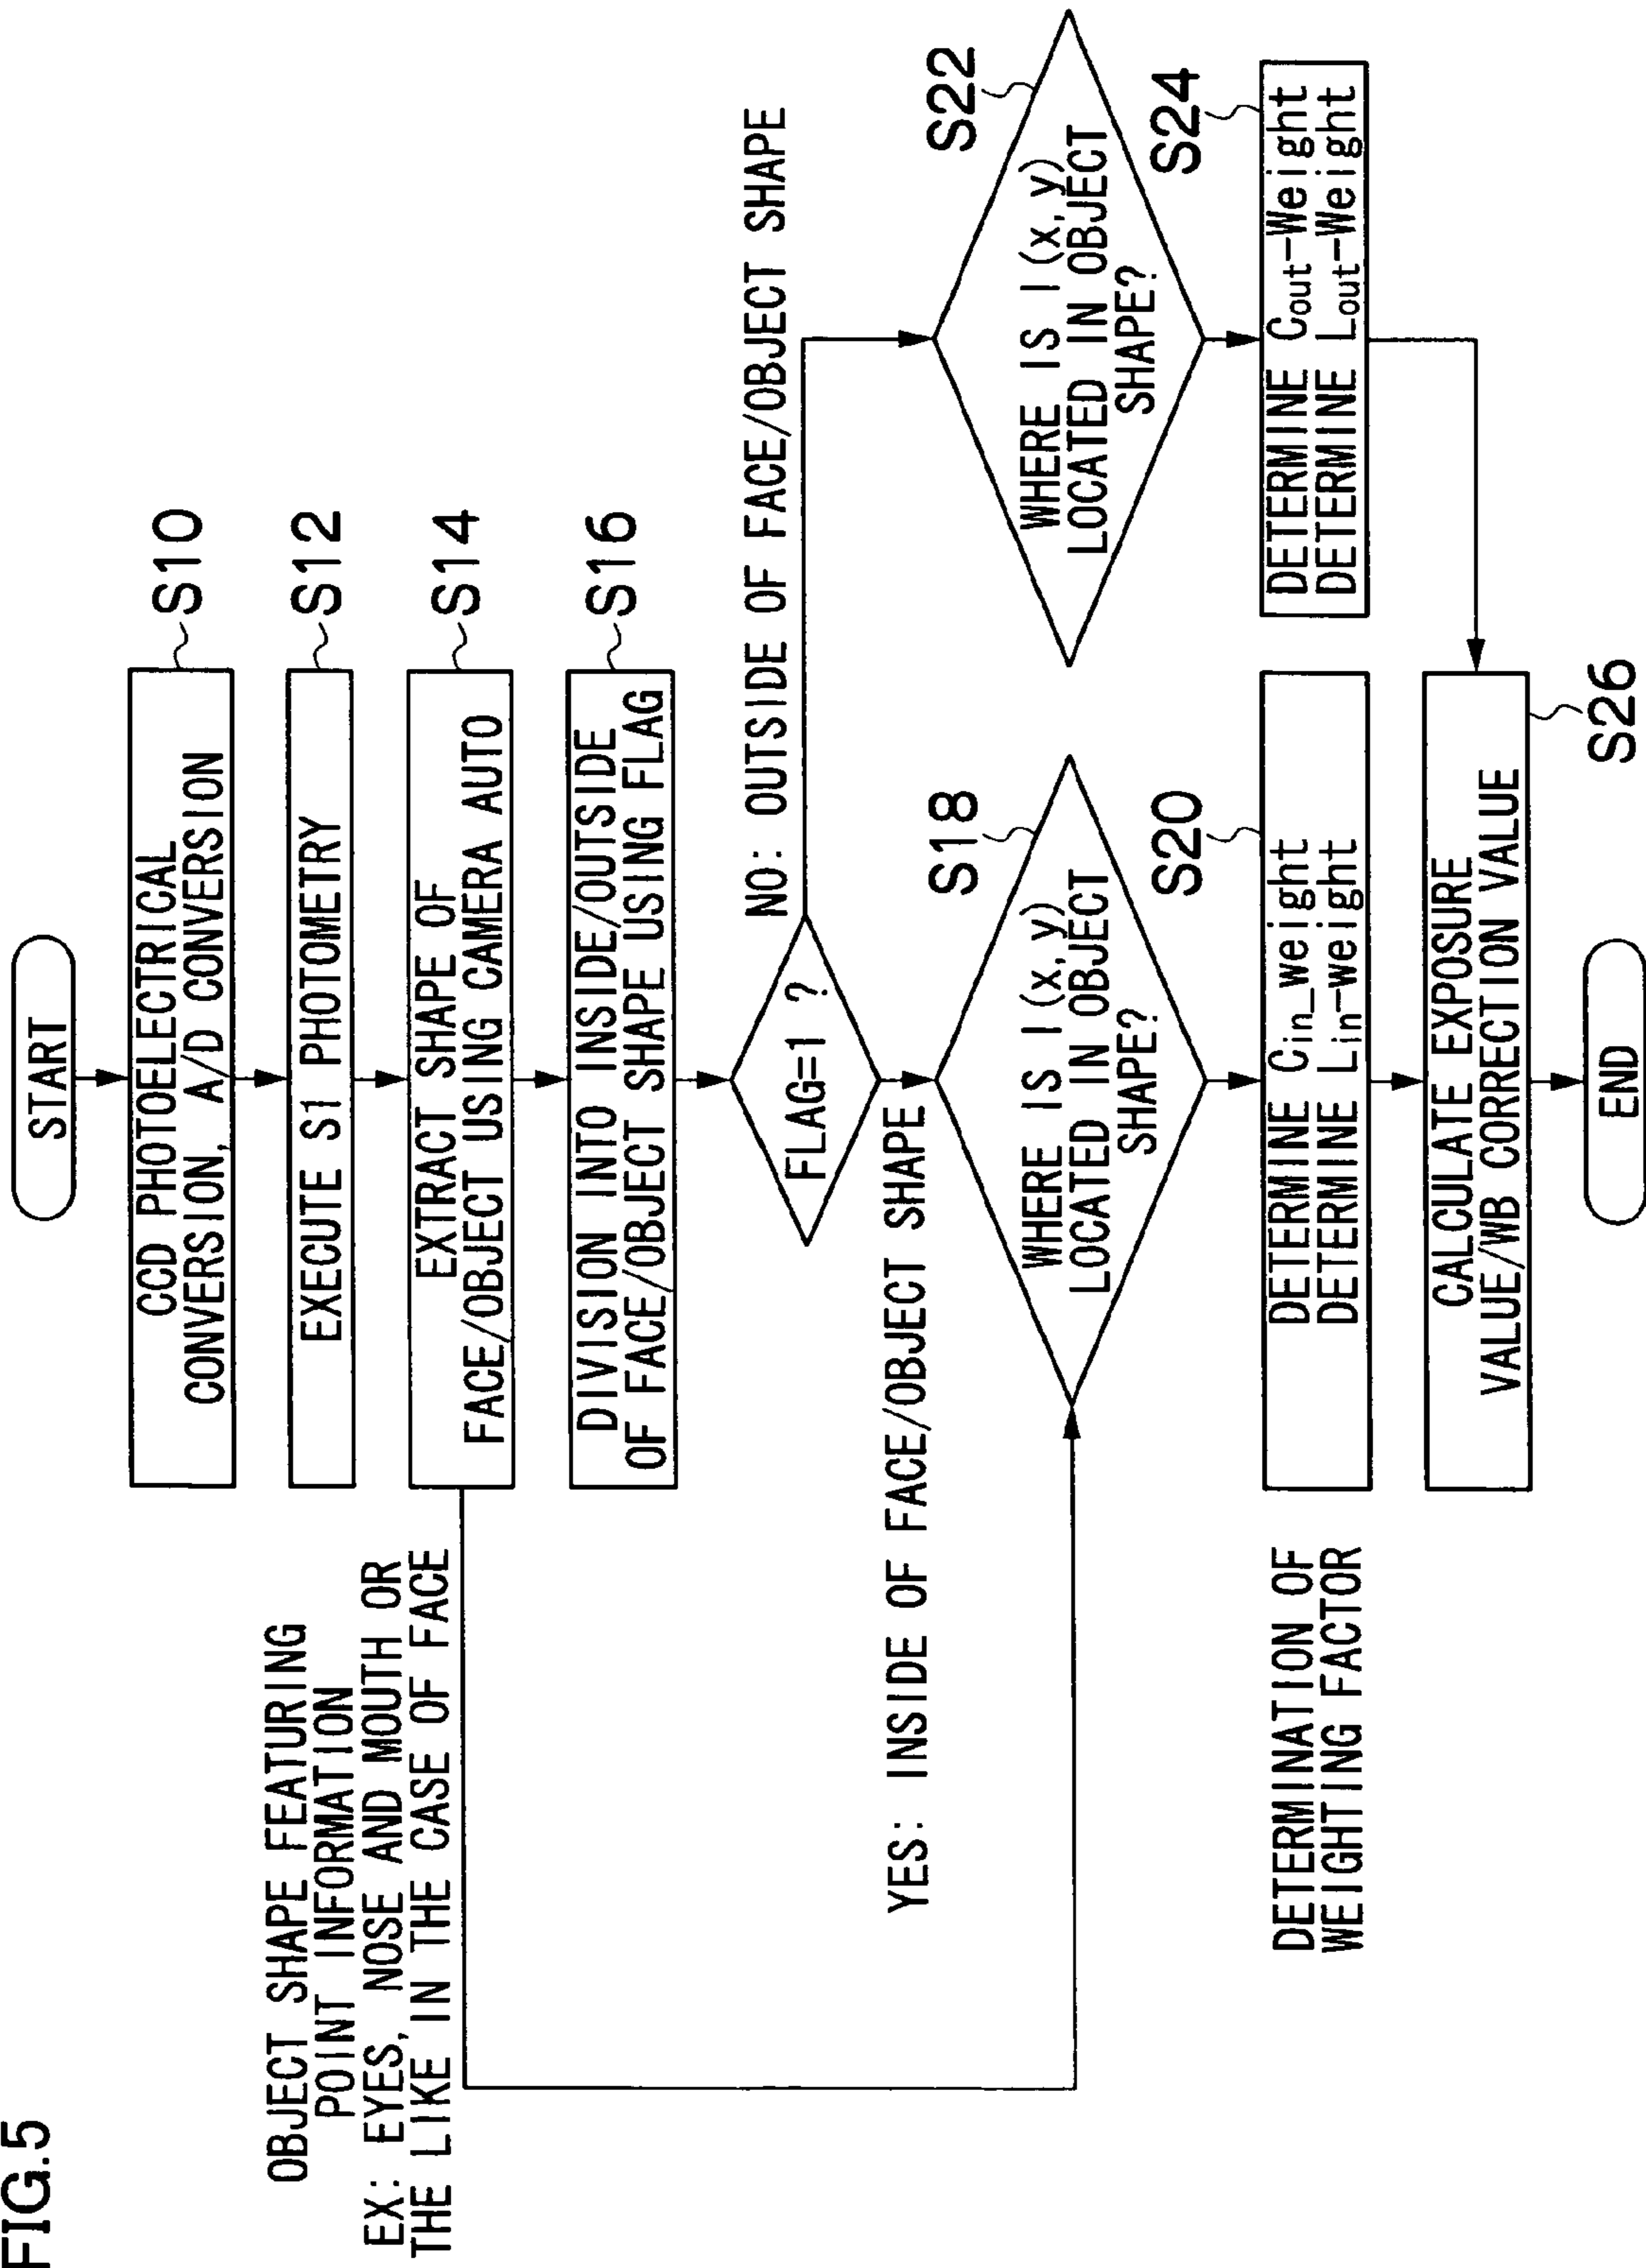 FIG.5
START
CCD PHOTOELECTRICAL
CONVERSION, A/D CONVERSION
S10
EXECUTE S1 PHOTOMETRY
S12
OBJECT SHAPE FEATURING
POINT INFORMATION
EX: EYES, NOSE AND MOUTH OR
THE LIKE IN THE CASE OF FACE
EXTRACT SHAPE OF
FACE/OBJECT USING CAMERA AUTO
S14
DIVISION INTO INSIDE/OUTSIDE
OF FACE/OBJECT SHAPE USING FLAG
S16
FLAG=1 ?
NO: OUTSIDE OF FACE/OBJECT SHAPE
YES: INSIDE OF FACE/OBJECT SHAPE
S18
WHERE IS I(x,y)
LOCATED IN OBJECT
SHAPE?
S22
WHERE IS I(x,y)
LOCATED IN OBJECT
SHAPE?
DETERMINATION OF
WEIGHTING FACTOR
S20
DETERMINE Cin_weight
DETERMINE Lin-weight
S24
DETERMINE Cout-Weight
DETERMINE Lout-Weight
CALCULATE EXPOSURE
VALUE/WB CORRECTION VALUE
S26
END